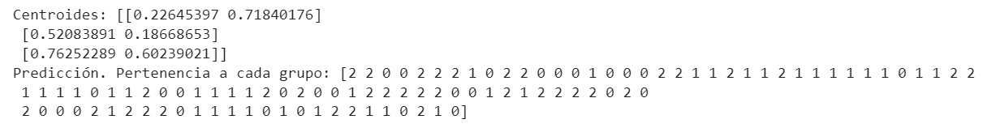 Centroides: [[0.22645397 0.71840176]
 [0.52083891 0.18668653]
 [0.76252289 0.60239021]]
Predicción. Pertenencia a cada grupo: [2 2 0 0 2 2 2 1 0 2 2 0 0 0 1 0 0 0 2 2 1 1 2 1 1 2 1 1 1 1 1 1 0 1 1 2 2
 1 1 1 1 0 1 1 2 0 0 1 1 1 1 2 0 2 0 0 1 2 2 2 2 2 0 0 1 2 1 2 2 2 2 0 2 0
 2 0 0 0 2 1 2 2 2 0 1 1 1 1 0 1 0 1 2 2 1 1 0 2 1 0]